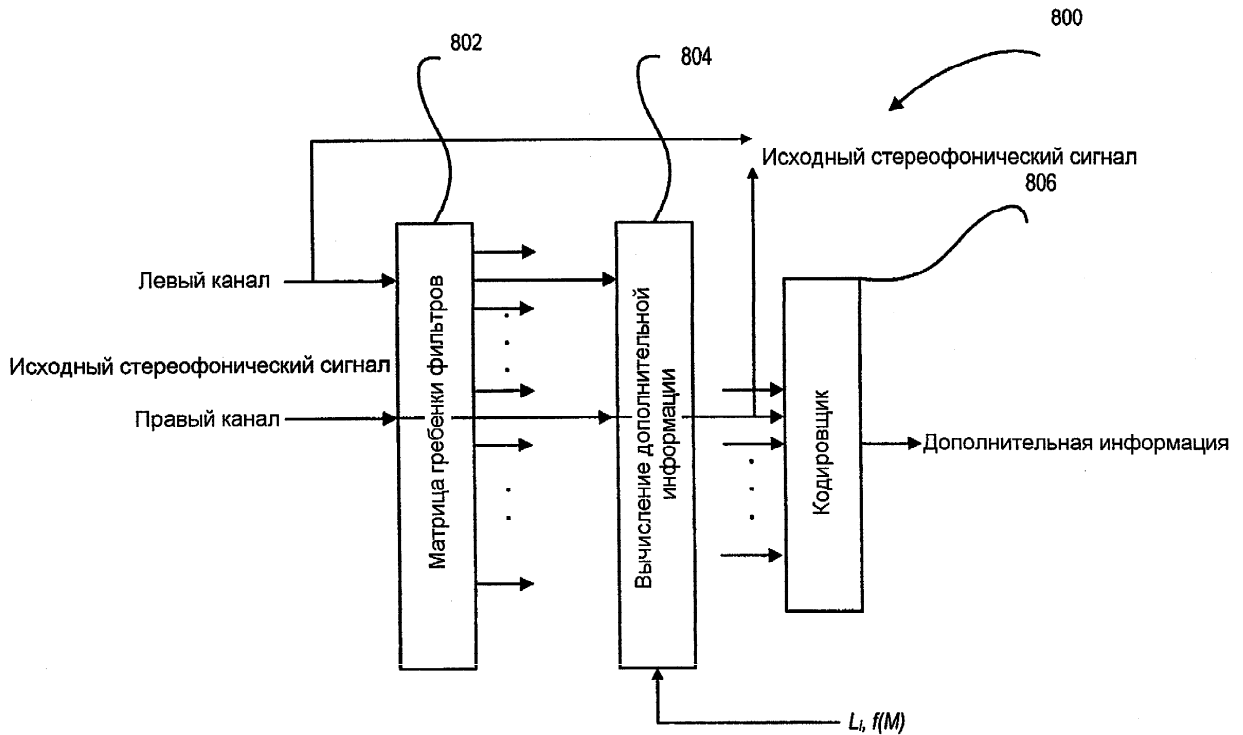 800
802
804
Исходный стереофонический сигнал
806
Левый канал
Исходный стереофонический сигнал
Правый канал
Матрица гребенки фильтров
Вычисление дополнительной
информации
Кодировщик
Дополнительная информация
Li, f(M)